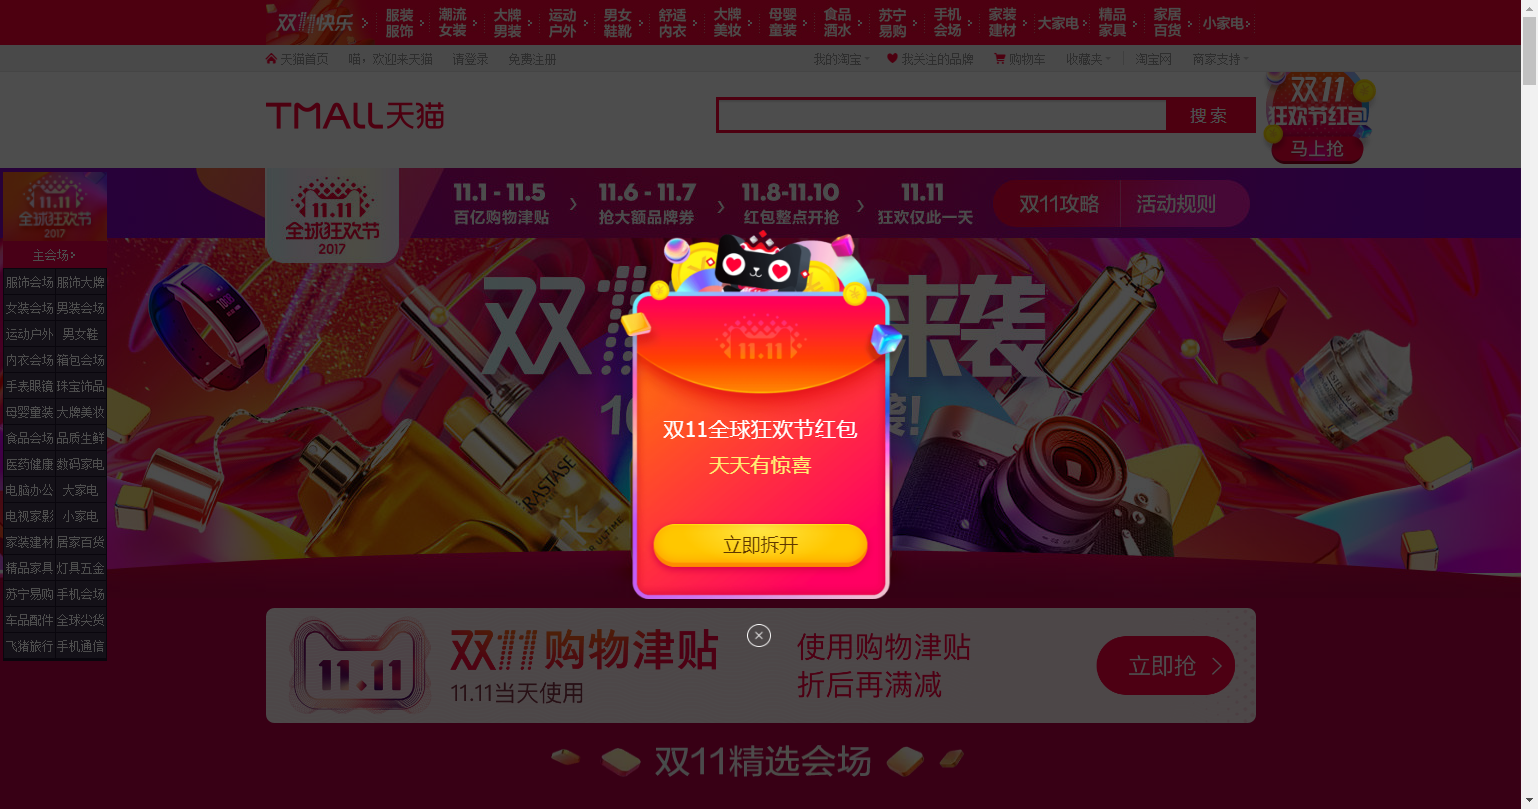 双11快乐
服装
服饰
潮流
女装
大牌
男装
运动
户外
男女
鞋靴
舒适
内衣
大牌
美妆
母婴
童装
食品
酒水
苏宁
易购
手机
会场
家装
建材
大家电
精品
家具
家居
百货
小家电
天猫首页 喵，欢迎来天猫 请登录 免费注册 我的淘宝 我关注的品牌 购物车 收藏夹 淘宝网 商家支持
TMALL天猫
搜 索
双11
狂欢节红包
马上抢
11.11
全球狂欢节
2017
11.11
全球狂欢节
2017
11.1 - 11.5
百亿购物津贴
11.6 - 11.7
抢大额品牌券
11.8-11.10
红包整点开抢
11.11
狂欢仅此一天
双11攻略
活动规则
主会场
服饰会场 服饰大牌
女装会场 男装会场
运动户外 男女鞋
内衣会场 箱包会场
手表眼镜 珠宝饰品
母婴童装 大牌美妆
食品会场 品质生鲜
医药健康 数码家电
电脑办公 大家电
电视家影 小家电
家装建材 居家百货
精品家具 灯具五金
苏宁易购 手机会场
车品配件 全球尖货
飞猪旅行 手机通信
双11来袭
11.11
双11全球狂欢节红包
天天有惊喜
立即拆开
11.11
双11购物津贴
11.11当天使用
使用购物津贴
折后再满减
立即抢
双11精选会场